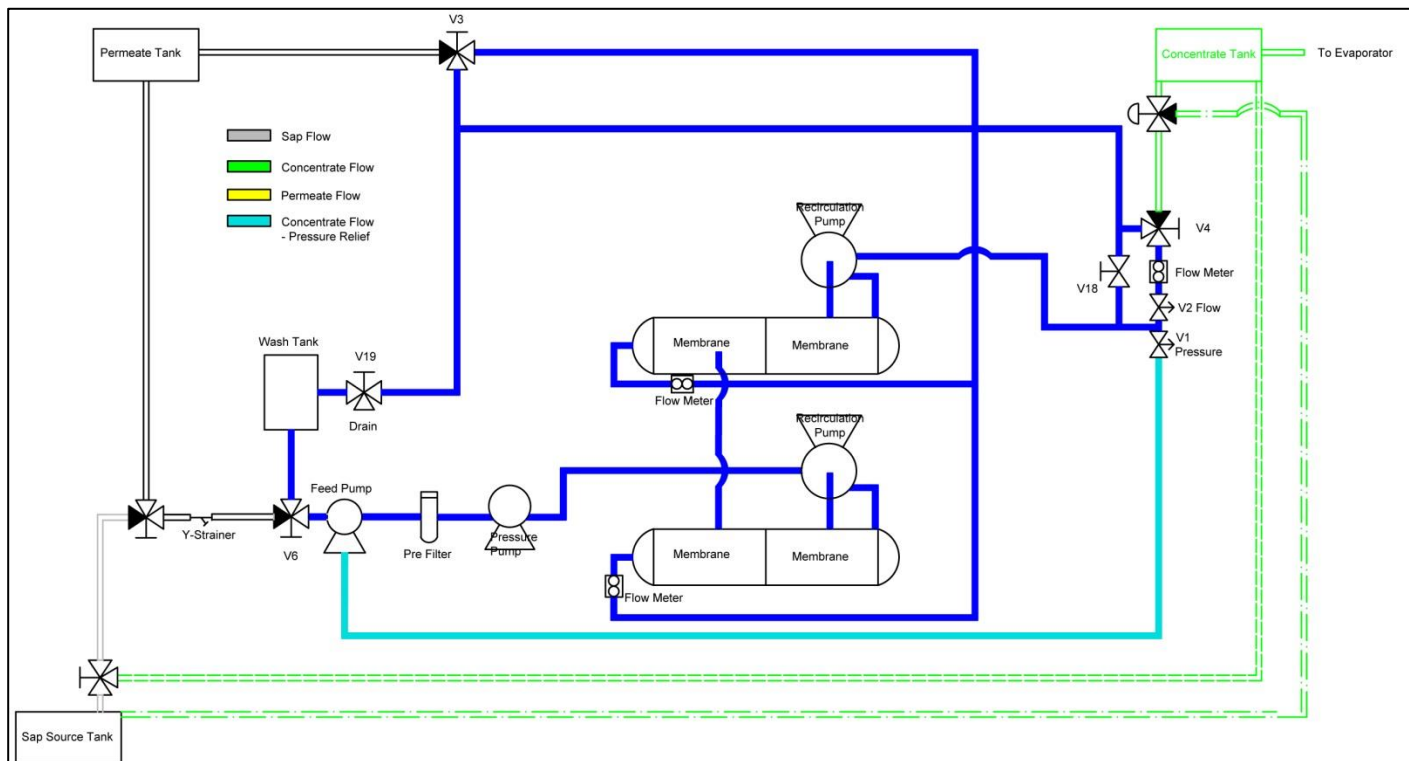 V3
Permeate Tank
Concentrate Tank
To Evaporator
Sap Flow
Concentrate Flow
Permeate Flow
Concentrate Flow
- Pressure Relief
Recirculation
Pump
V4
Flow Meter
V18
V2 Flow
V1
Pressure
Membrane
Membrane
Wash Tank
V19
Drain
Flow Meter
Recirculation
Pump
Feed Pump
Y-Strainer
V6
Pre Filter
Pressure
Pump
Membrane
Membrane
Flow Meter
Sap Source Tank